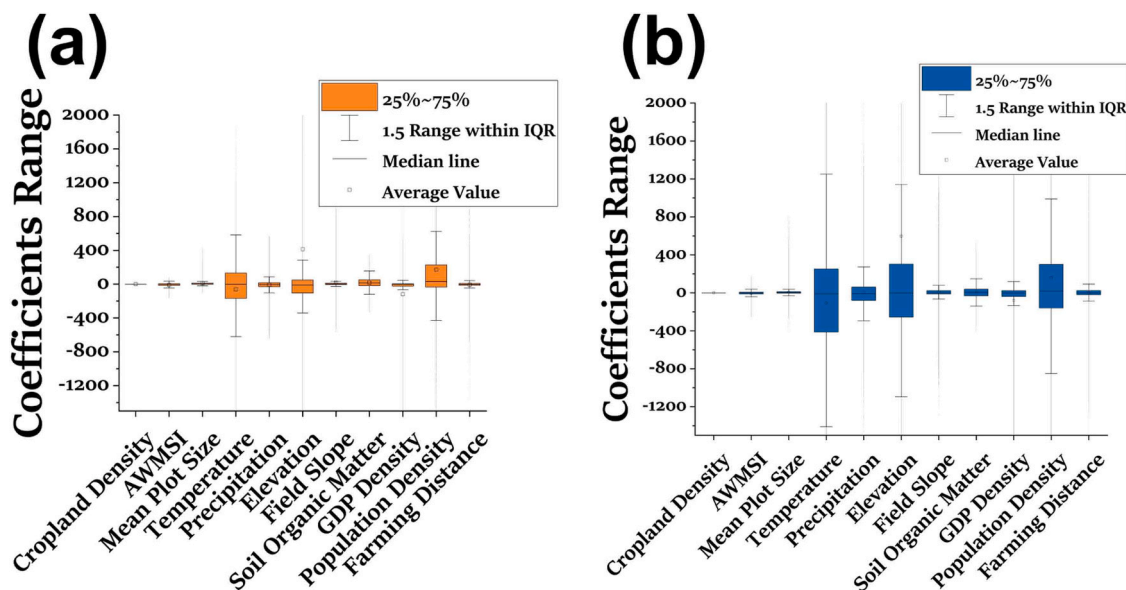 (a)
25%~75%
1.5 Range within IQR
Median line
Average Value
Coefficients Range
2000
1600
1200
800
400
0
-400
-800
-1200
Cropland Density
AWMSI
Mean Plot Size
Temperature
Precipitation
Elevation
Field Slope
Soil Organic Matter
GDP Density
Population Density
Farming Distance
(b)
25%~75%
1.5 Range within IQR
Median line
Average Value
Coefficients Range
2000
1600
1200
800
400
0
-400
-800
-1200
Cropland Density
AWMSI
Mean Plot Size
Temperature
Precipitation
Elevation
Field Slope
Soil Organic Matter
GDP Density
Population Density
Farming Distance